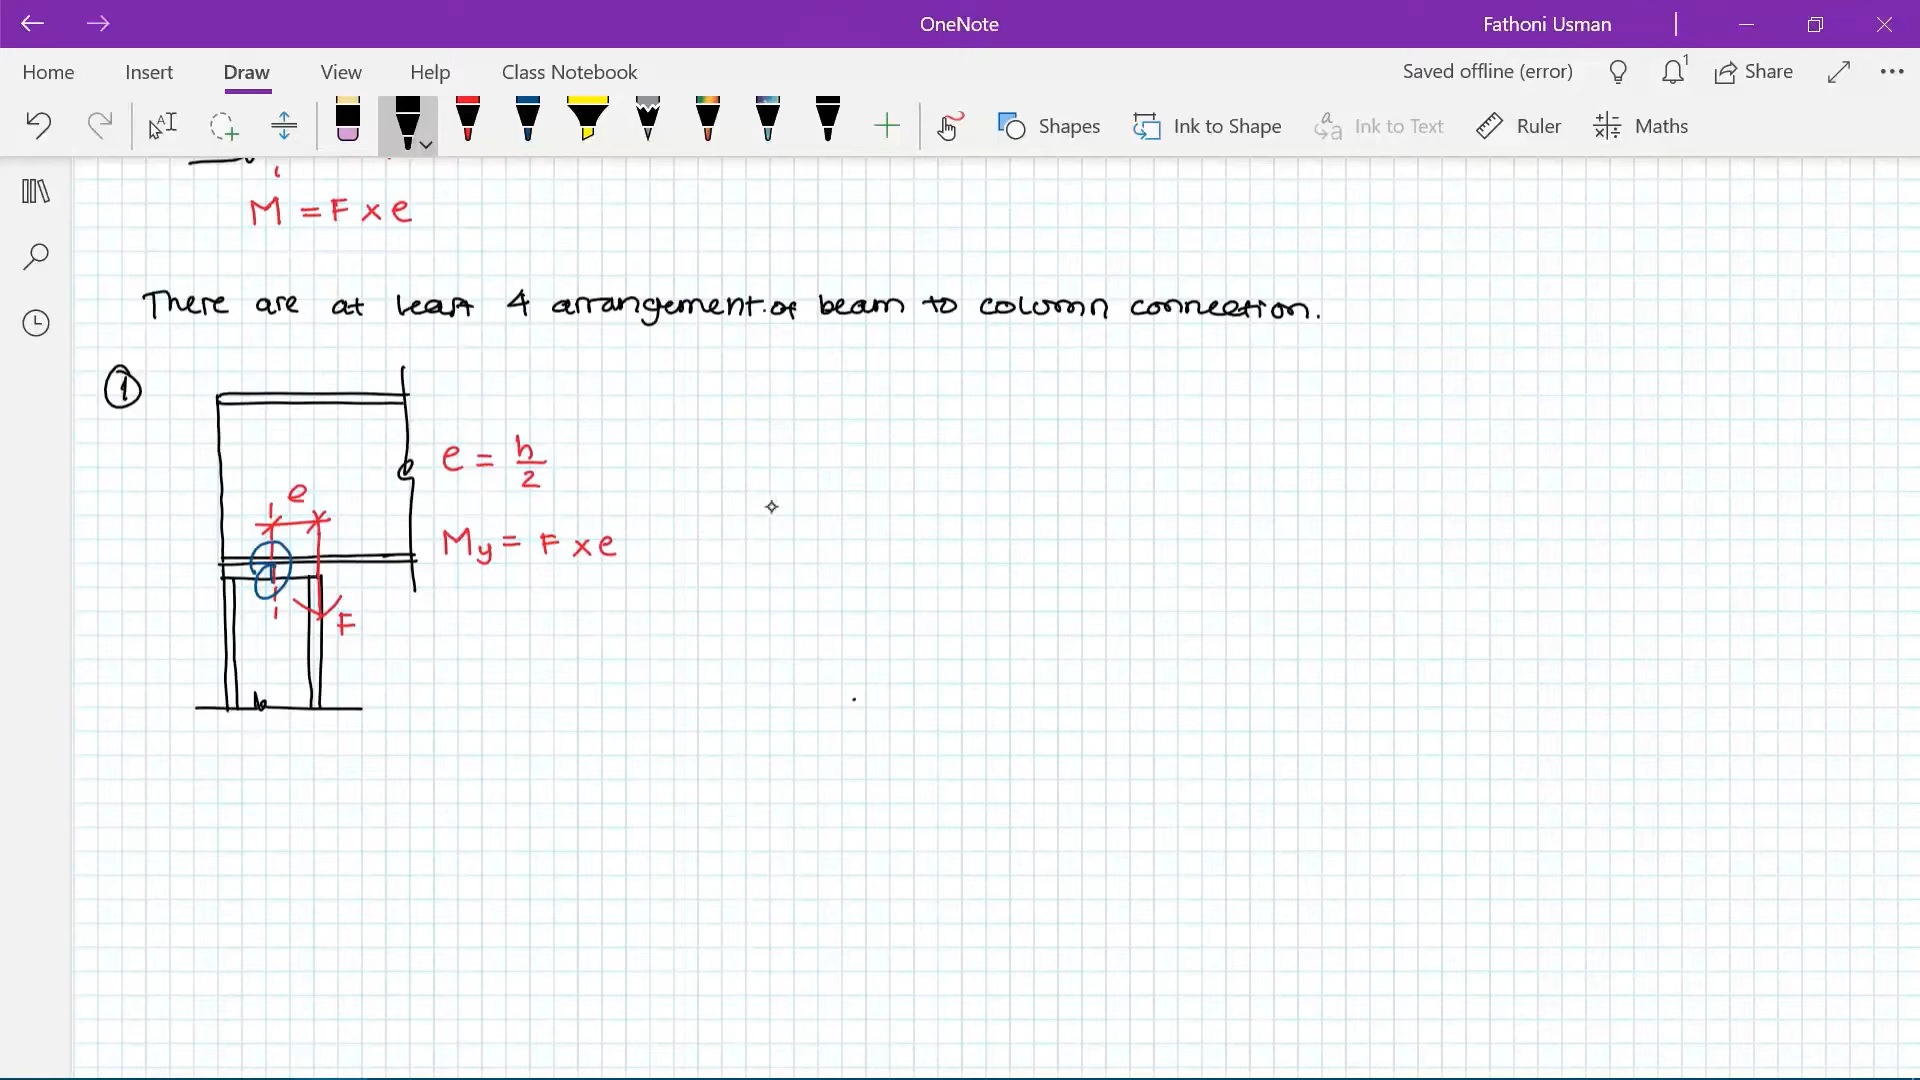 OneNote
Fathoni Usman
Home Insert Draw View Help Class Notebook
Saved offline (error) 1 Share
Shapes Ink to Shape Ink to Text Ruler Maths
M = F x e
There are at least 4 arrangement of beam to column connection.
1
e = h/2
e
My = F x e
F